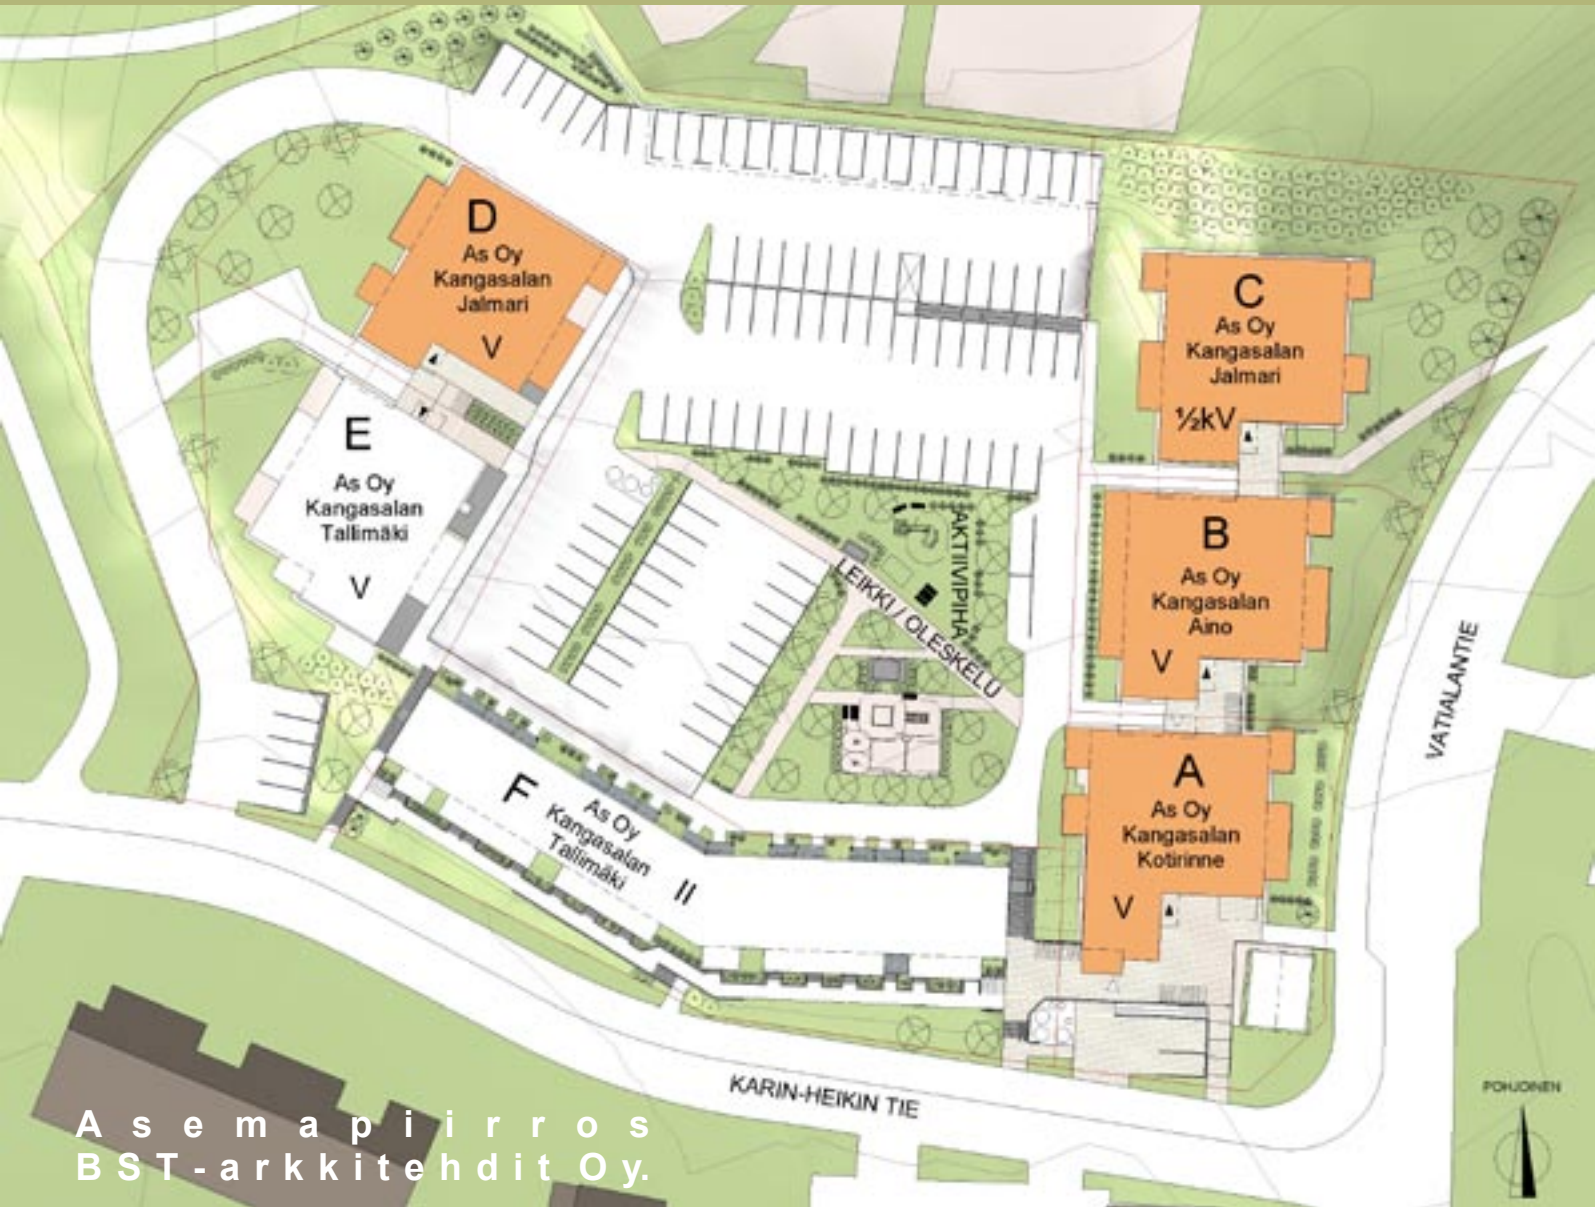 D
As Oy
Kangasalan
Jalmari
V
C
As Oy
Kangasalan
Jalmari
½kV
E
As Oy
Kangasalan
Tallimäki
V
B
As Oy
Kangasalan
Aino
V
AKTIIVIPIHA
LEIKKI / OLESKELU
VATIALANTIE
A
As Oy
Kangasalan
Kotirinne
V
F
As Oy
Kangasalan
Tallimäki
II
KARIN-HEIKIN TIE
POHJOINEN
Asemapiirros
BST-arkkitehdit Oy.